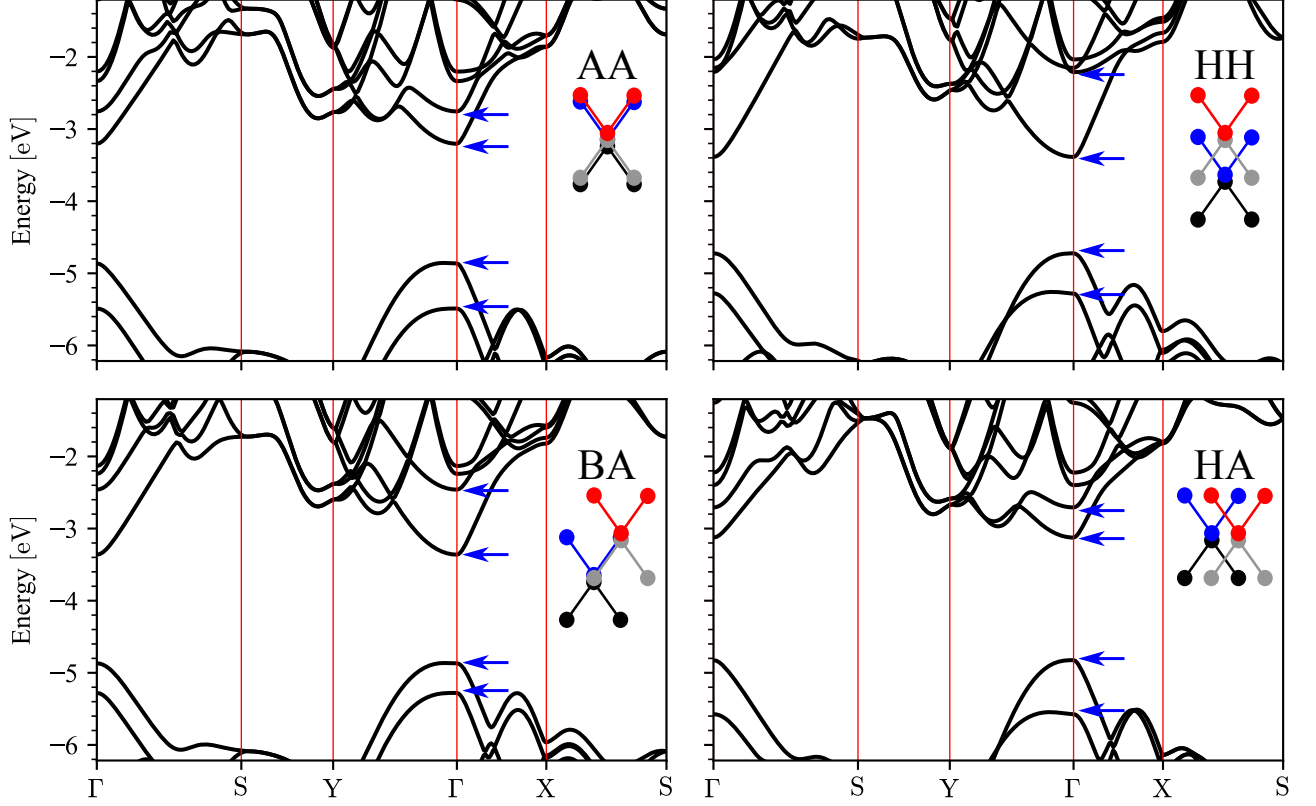 AA
HH
Energy [eV]
−2
−3
−4
−5
−6
BA
HA
Energy [eV]
−2
−3
−4
−5
−6
Γ S Y Γ X S
Γ S Y Γ X S